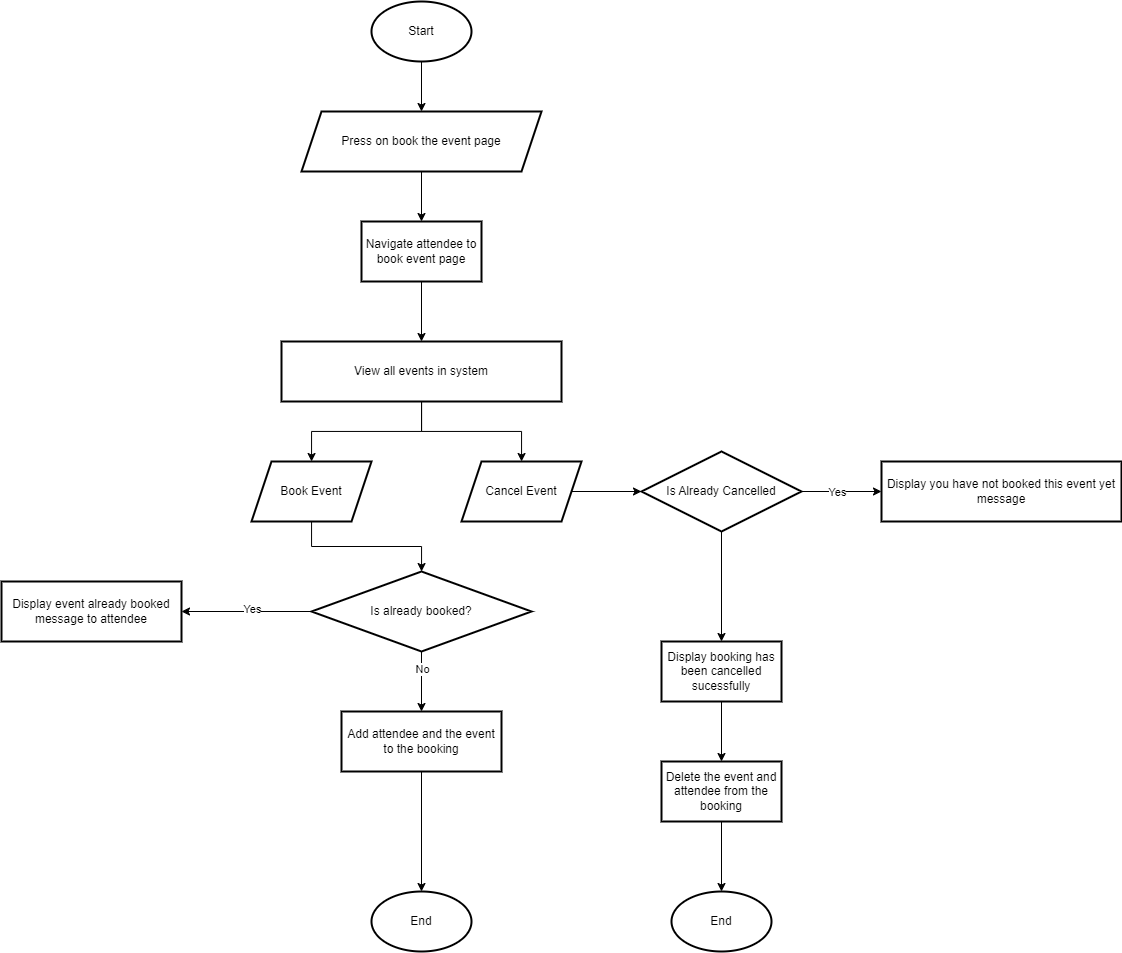 Start
Press on book the event page
Navigate attendee to
book event page
View all events in system
Book Event
Cancel Event
Is Already Cancelled
Yes
Display you have not booked this event yet
message
Display event already booked
message to attendee
Yes
Is already booked?
No
Display booking has
been cancelled
sucessfully
Add attendee and the event
to the booking
Delete the event and
attendee from the
booking
End
End